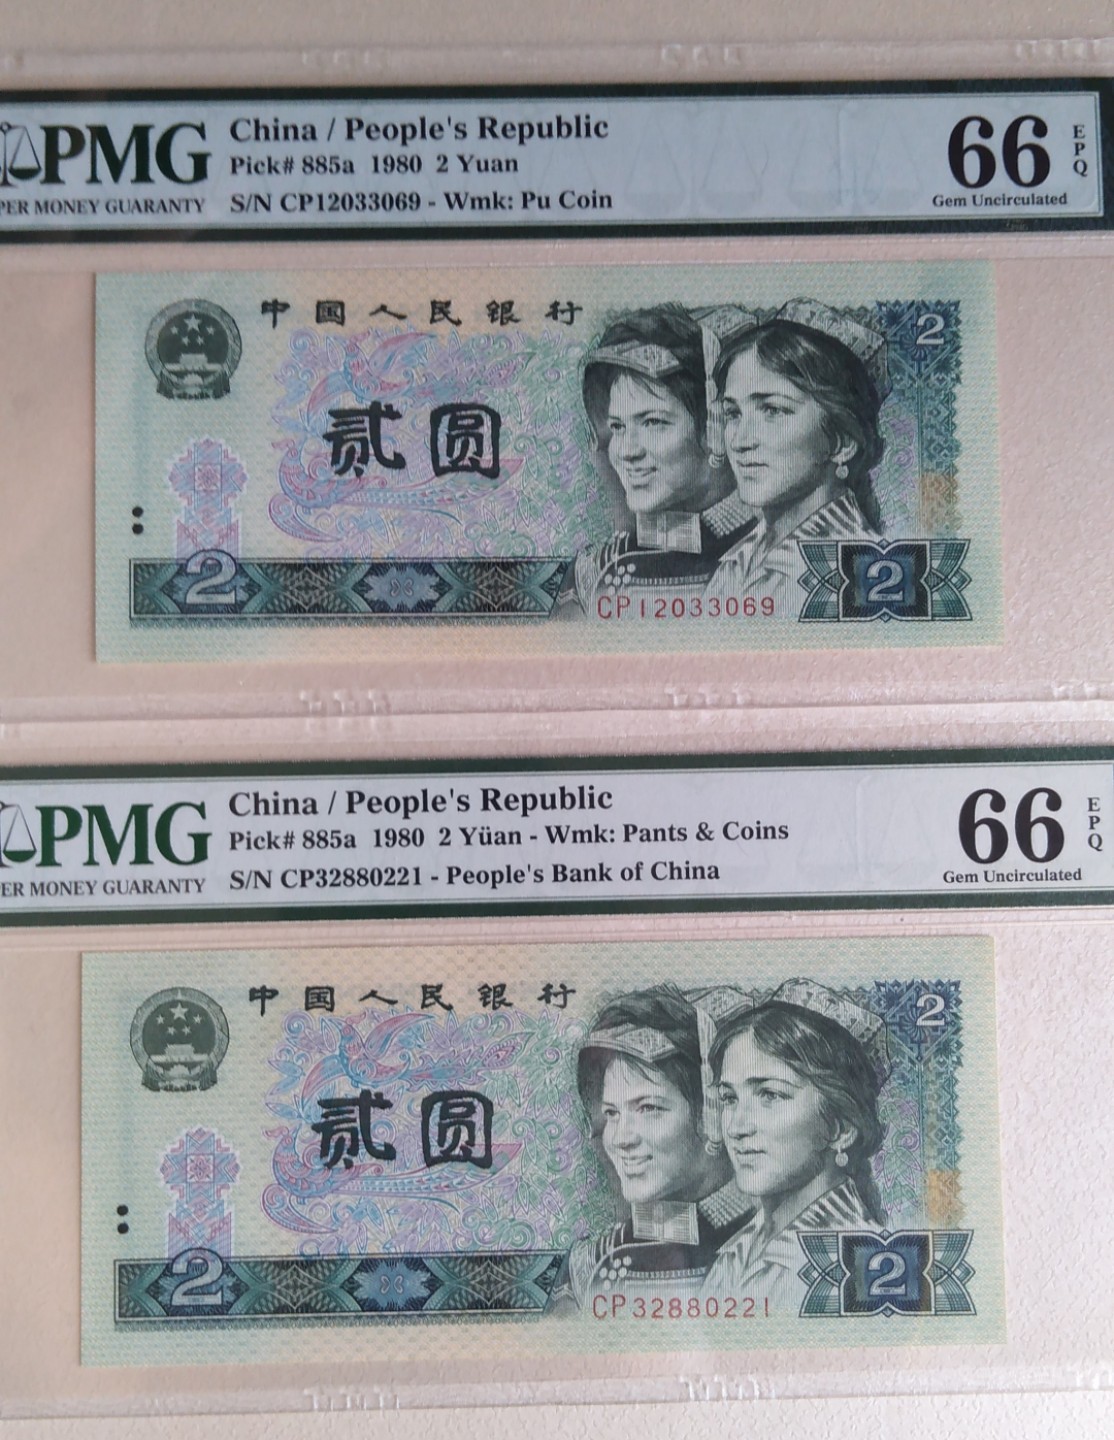 PMG
PER MONEY GUARANTY
China / People's Republic
Pick# 885a 1980 2 Yuan
S/N CP12033069 - Wmk: Pu Coin
66
EPQ
Gem Uncirculated
中国人民银行
2
贰圆
2
2
CP12033069
PMG
ER MONEY GUARANTY
China / People's Republic
Pick# 885a 1980 2 Yüan - Wmk: Pants & Coins
S/N CP32880221 - People's Bank of China
66
EPQ
Gem Uncirculated
中国人民银行
2
贰圆
2
2
CP32880221